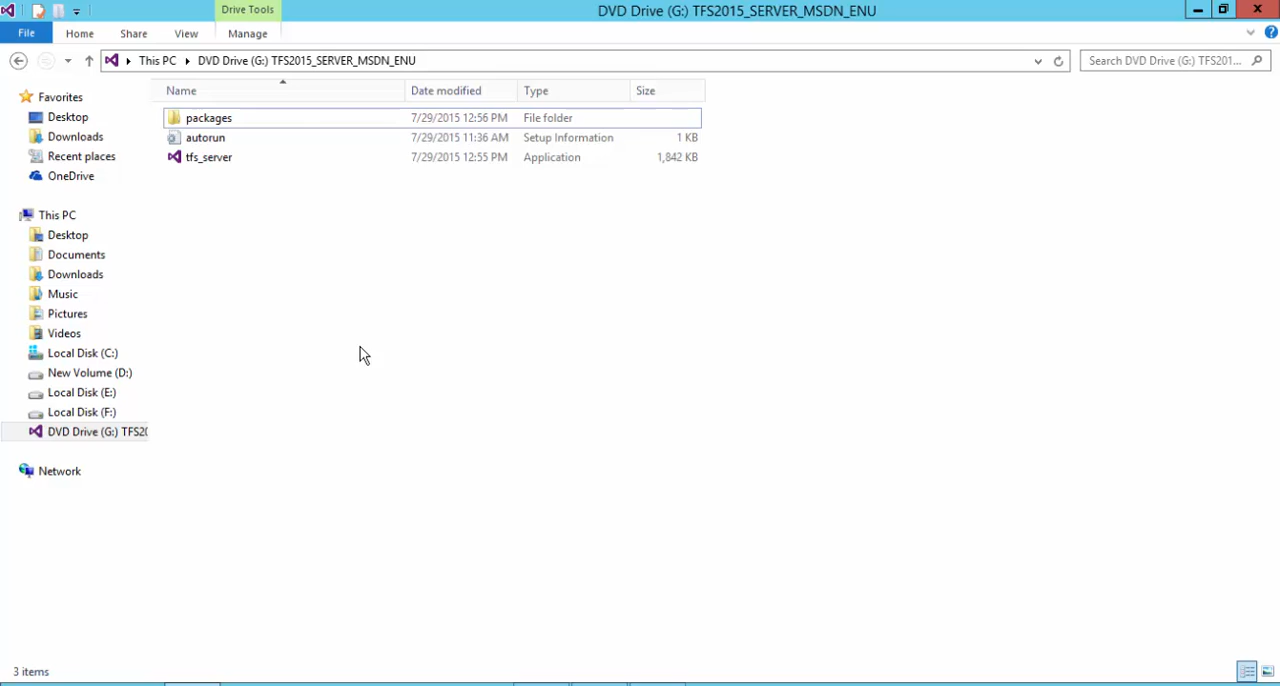 Drive Tools
DVD Drive (G:) TFS2015_SERVER_MSDN_ENU
File Home Share View Manage
This PC DVD Drive (G:) TFS2015_SERVER_MSDN_ENU
Search DVD Drive (G:) TFS201...
Name Date modified Type Size
packages 7/29/2015 12:56 PM File folder
autorun 7/29/2015 11:36 AM Setup Information 1 KB
tfs_server 7/29/2015 12:55 PM Application 1,842 KB
Favorites
Desktop
Downloads
Recent places
OneDrive
This PC
Desktop
Documents
Downloads
Music
Pictures
Videos
Local Disk (C:)
New Volume (D:)
Local Disk (E:)
Local Disk (F:)
DVD Drive (G:) TFS20
Network
3 items